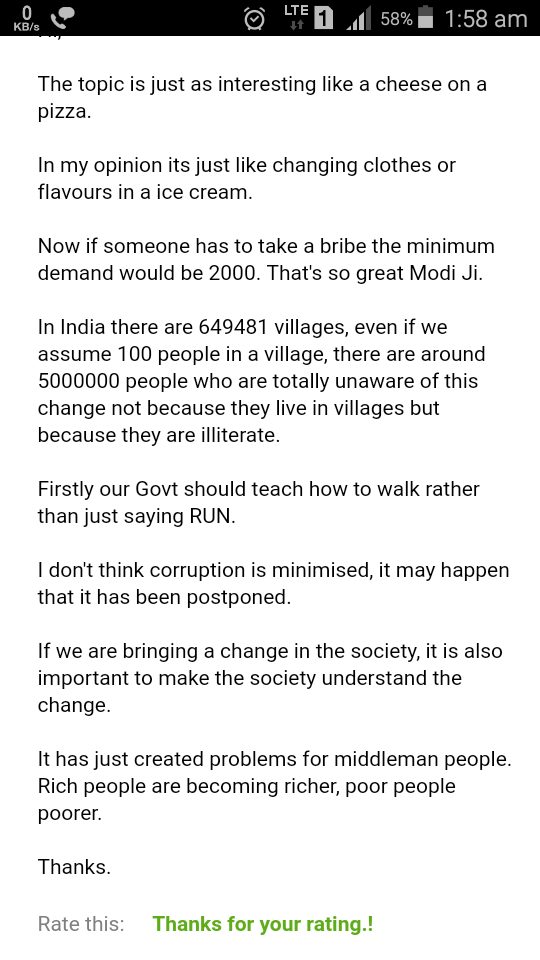 0
KB/s
LTE
1
58%
1:58 am
The topic is just as interesting like a cheese on a
pizza.
In my opinion its just like changing clothes or
flavours in a ice cream.
Now if someone has to take a bribe the minimum
demand would be 2000. That's so great Modi Ji.
In India there are 649481 villages, even if we
assume 100 people in a village, there are around
5000000 people who are totally unaware of this
change not because they live in villages but
because they are illiterate.
Firstly our Govt should teach how to walk rather
than just saying RUN.
I don't think corruption is minimised, it may happen
that it has been postponed.
If we are bringing a change in the society, it is also
important to make the society understand the
change.
It has just created problems for middleman people.
Rich people are becoming richer, poor people
poorer.
Thanks.
Rate this: Thanks for your rating.!